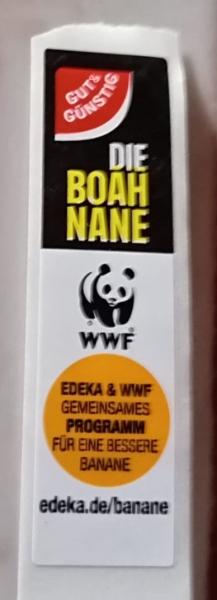 GUT&
GÜNSTIG
DIE
BOAH
NANE
WWF
EDEKA & WWF
GEMEINSAMES
PROGRAMM
FÜR EINE BESSERE
BANANE
edeka.de/banane